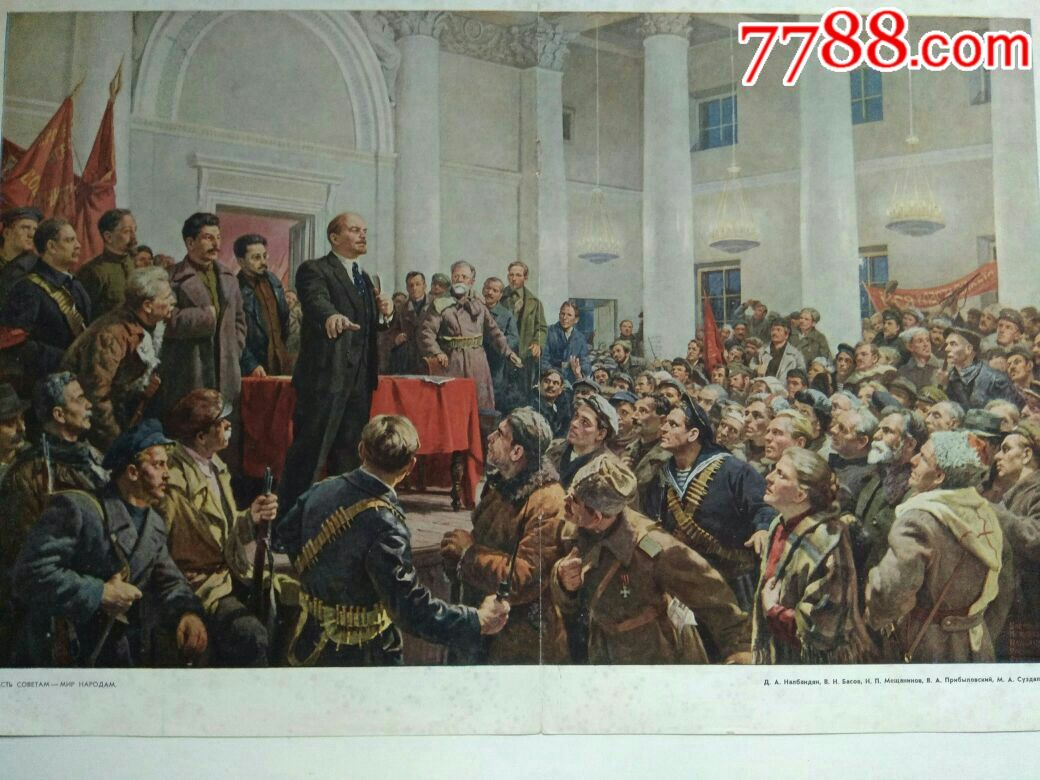 7788.com
СТЬ СОВЕТАМ — МИР НАРОДАМ.
Д. А. Налбандян, В. Н. Басов, Н. П. Мещанинов, В. А. Прибыловский, М. А. Суздал